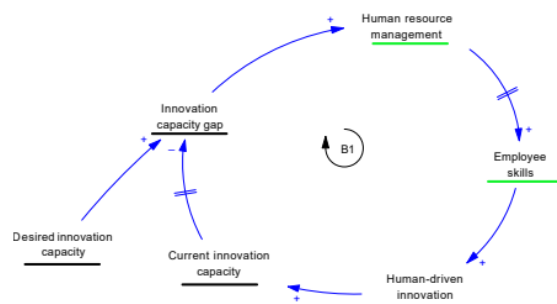 Human resource
management
+
+
Innovation
capacity gap
+
–
B1
+
Employee
skills
Desired innovation
capacity
Current innovation
capacity
+
Human-driven
innovation
+